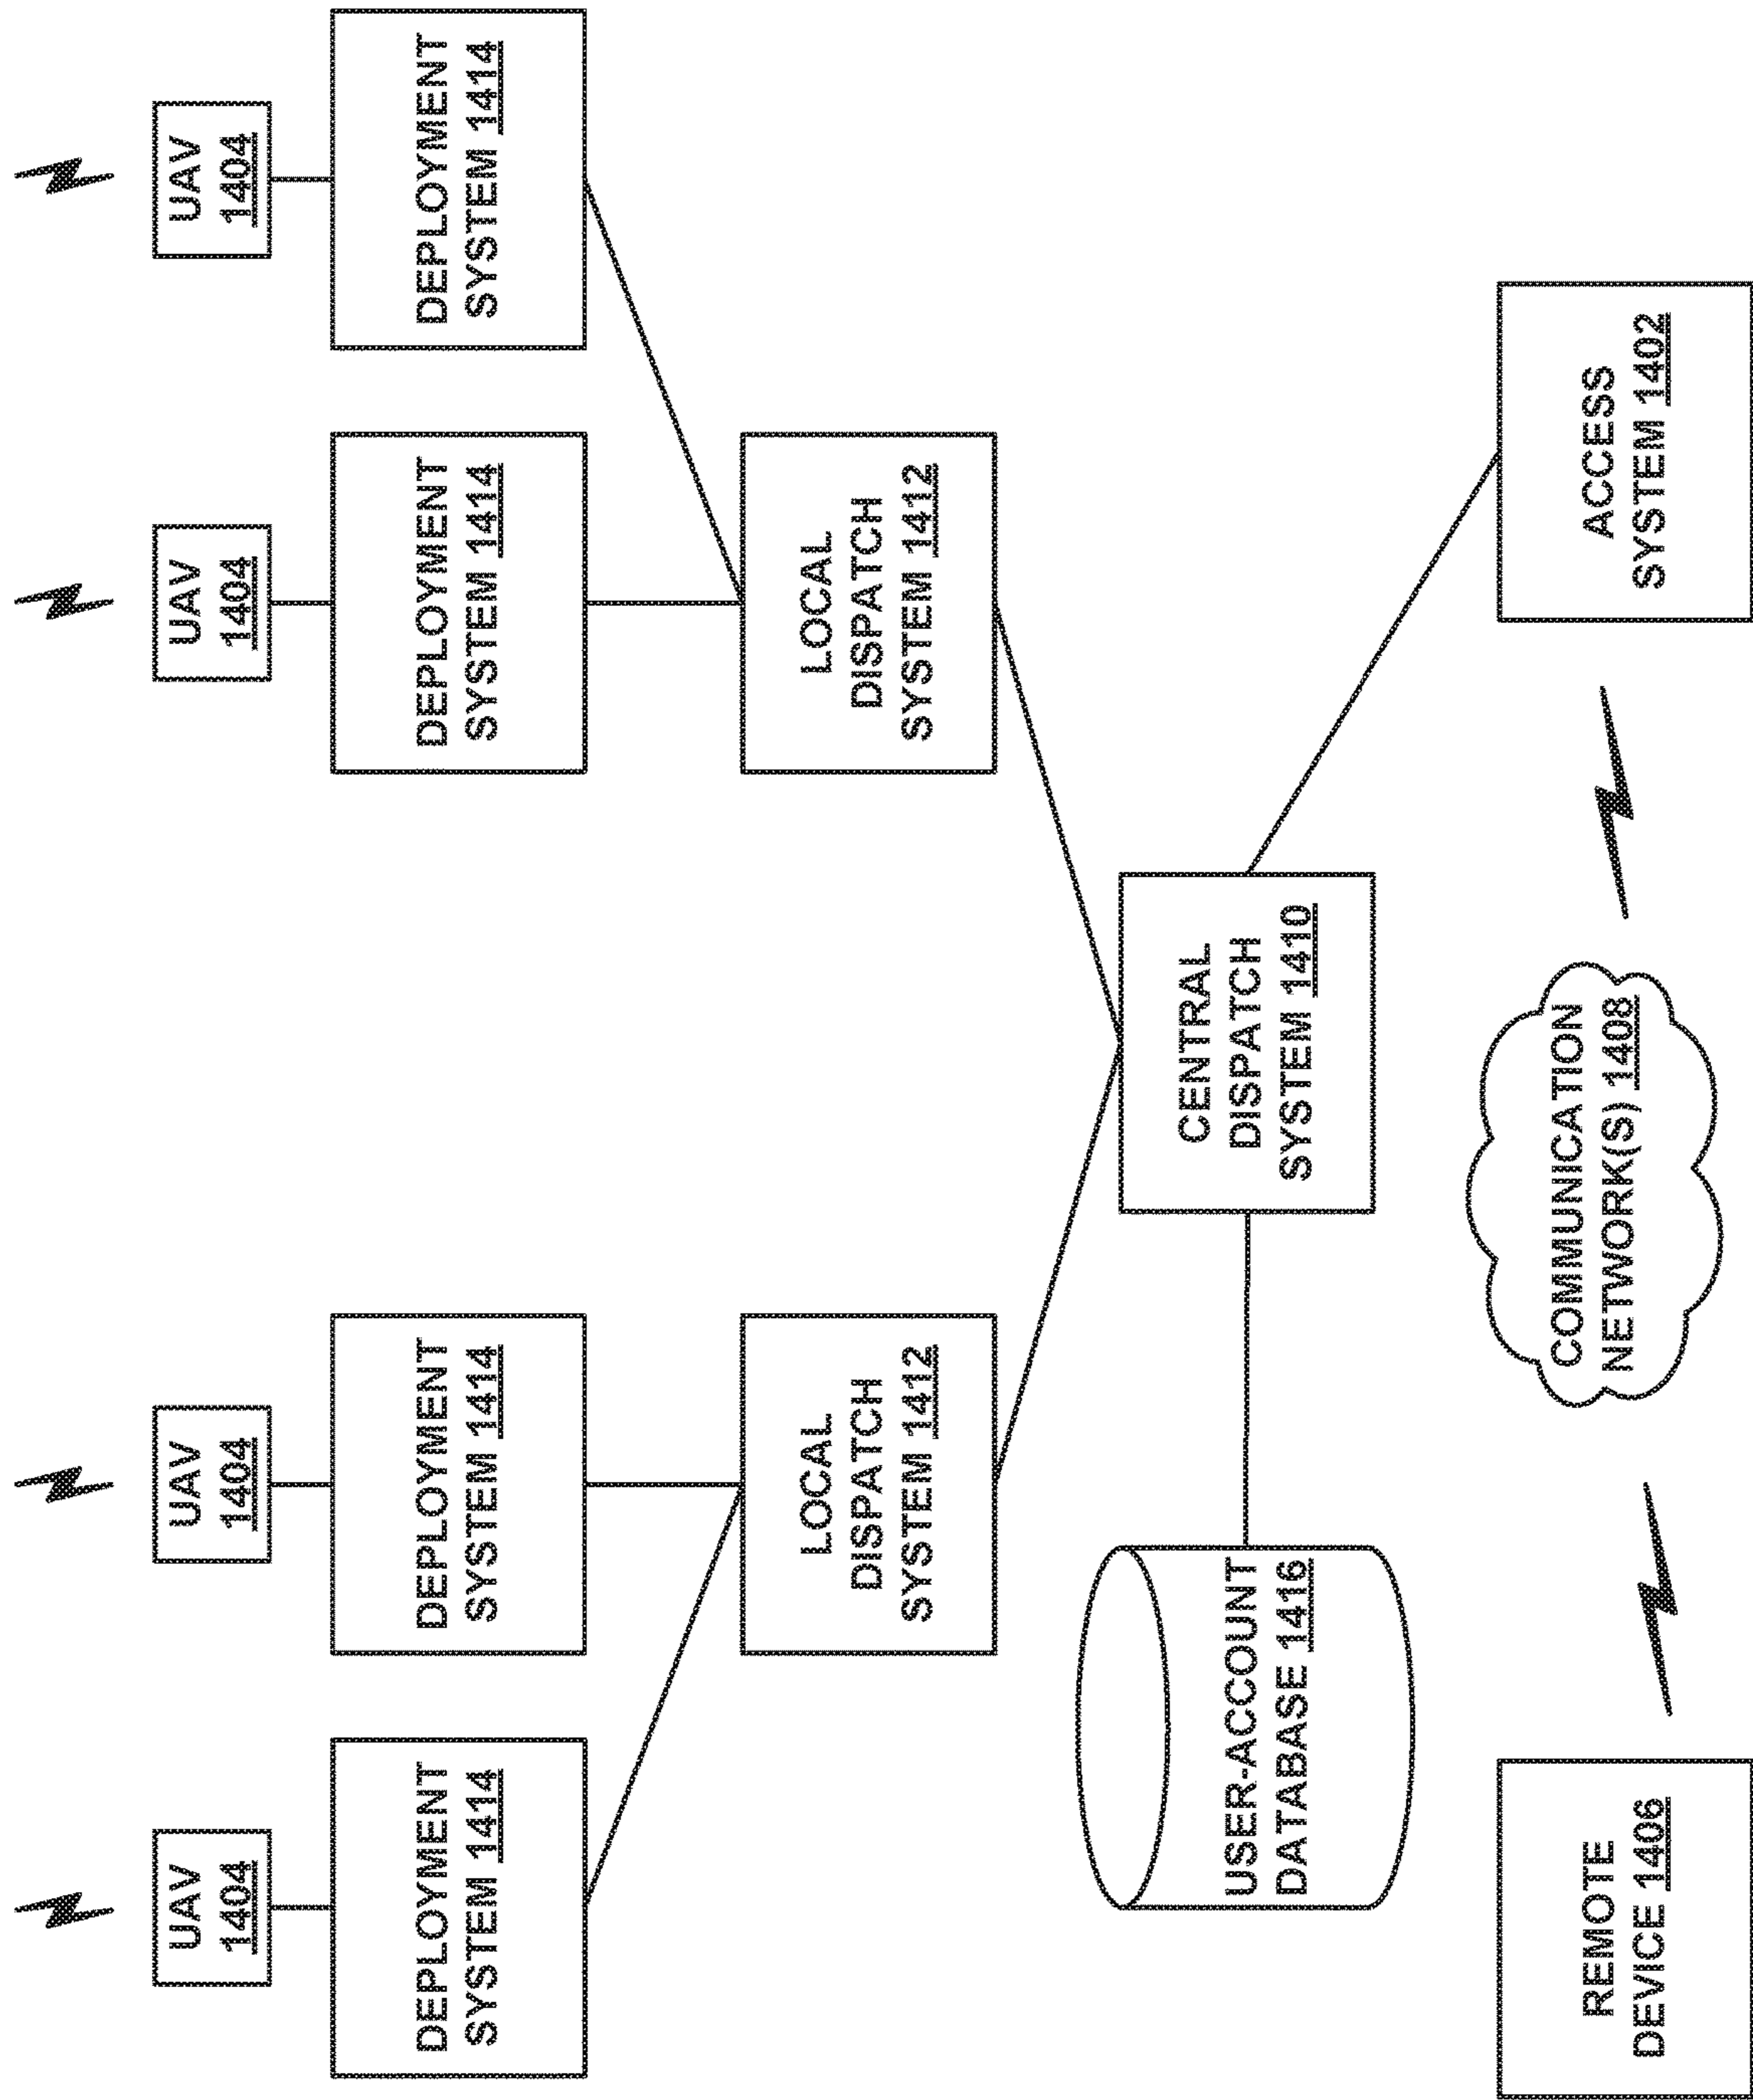 UAV
1404
UAV
1404
UAV
1404
UAV
1404
DEPLOYMENT
SYSTEM 1414
DEPLOYMENT
SYSTEM 1414
DEPLOYMENT
SYSTEM 1414
DEPLOYMENT
SYSTEM 1414
LOCAL
DISPATCH
SYSTEM 1412
LOCAL
DISPATCH
SYSTEM 1412
USER-ACCOUNT
DATABASE 1416
CENTRAL
DISPATCH
SYSTEM 1410
REMOTE
DEVICE 1406
COMMUNICATION
NETWORK(S) 1408
ACCESS
SYSTEM 1402